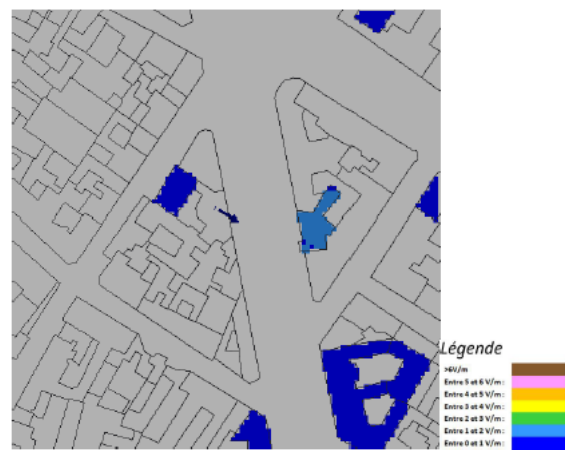 Légende
>6V/m
Entre 5 et 6 V/m :
Entre 4 et 5 V/m :
Entre 3 et 4 V/m :
Entre 2 et 3 V/m :
Entre 1 et 2 V/m :
Entre 0 et 1 V/m :